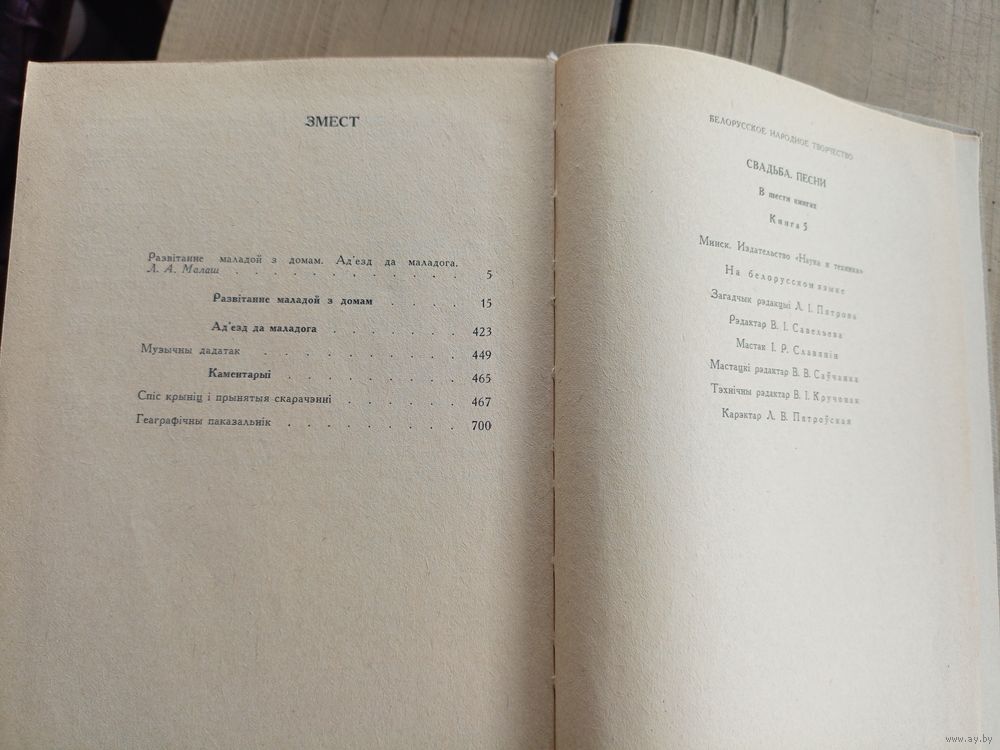 ЗМЕСТ
Развітанне маладой з домам. Ад'езд да маладога.
Л. А. Малаш . . . . . . . . . . 5
Развітанне маладой з домам . . . . 15
Ад'езд да маладога . . . . . . 423
Музычны дадатак . . . . . . . . 449
Каментарыі . . . . . . . 465
Спіс крыніц і прынятыя скарачэнні . . . . . 467
Геаграфічны паказальнік . . . . . . . 700
БЕЛОРУССКОЕ НАРОДНОЕ ТВОРЧЕСТВО
СВАДЬБА. ПЕСНИ
В шести книгах
Книга 5
Минск. Издательство «Наука и техника»
На белорусском языке
Загадчык рэдакцыі Л. І. Пятрова
Рэдактар В. І. Савельева
Мастак І. Р. Славянін
Мастацкі рэдактар В. В. Саўчанка
Тэхнічны рэдактар В. І. Кручонак
Карэктар Л. В. Пятроўская
www.ay.by